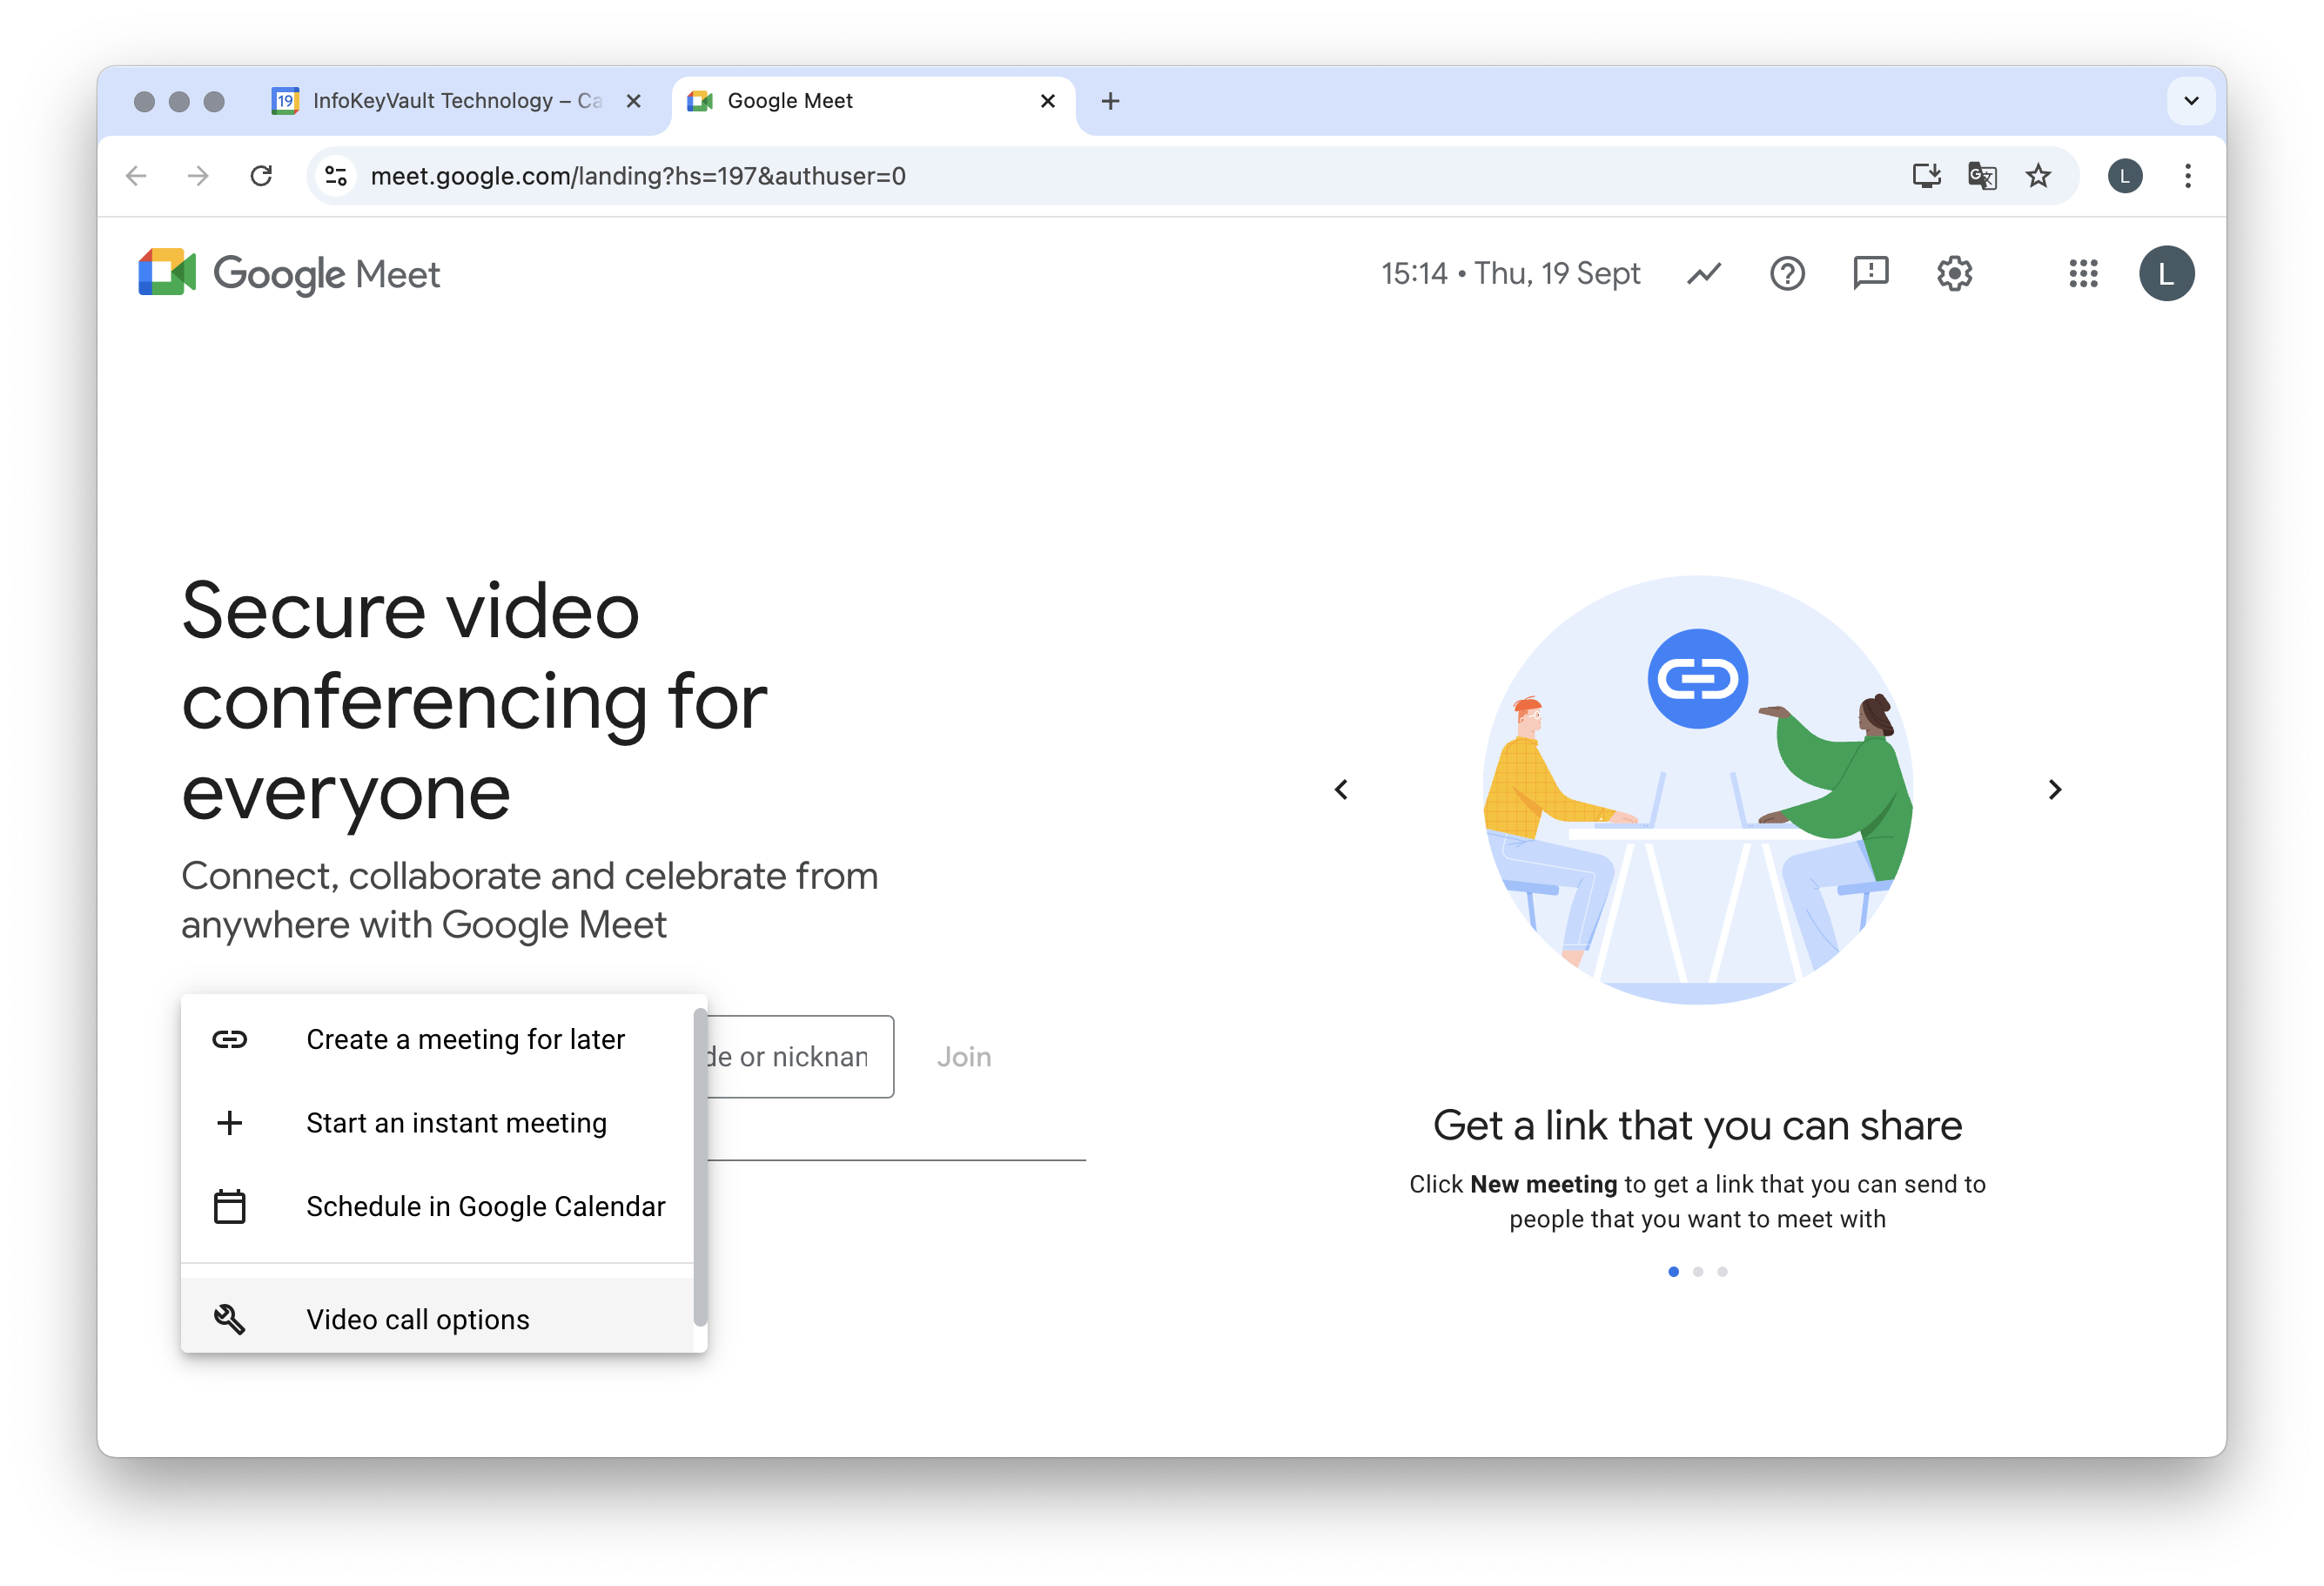 19 InfoKeyVault Technology – Ca
Google Meet
meet.google.com/landing?hs=197&authuser=0
L
Google Meet
15:14 • Thu, 19 Sept
L
Secure video
conferencing for
everyone
Connect, collaborate and celebrate from
anywhere with Google Meet
Create a meeting for later
Start an instant meeting
Schedule in Google Calendar
Video call options
de or nicknan
Join
Get a link that you can share
Click New meeting to get a link that you can send to
people that you want to meet with